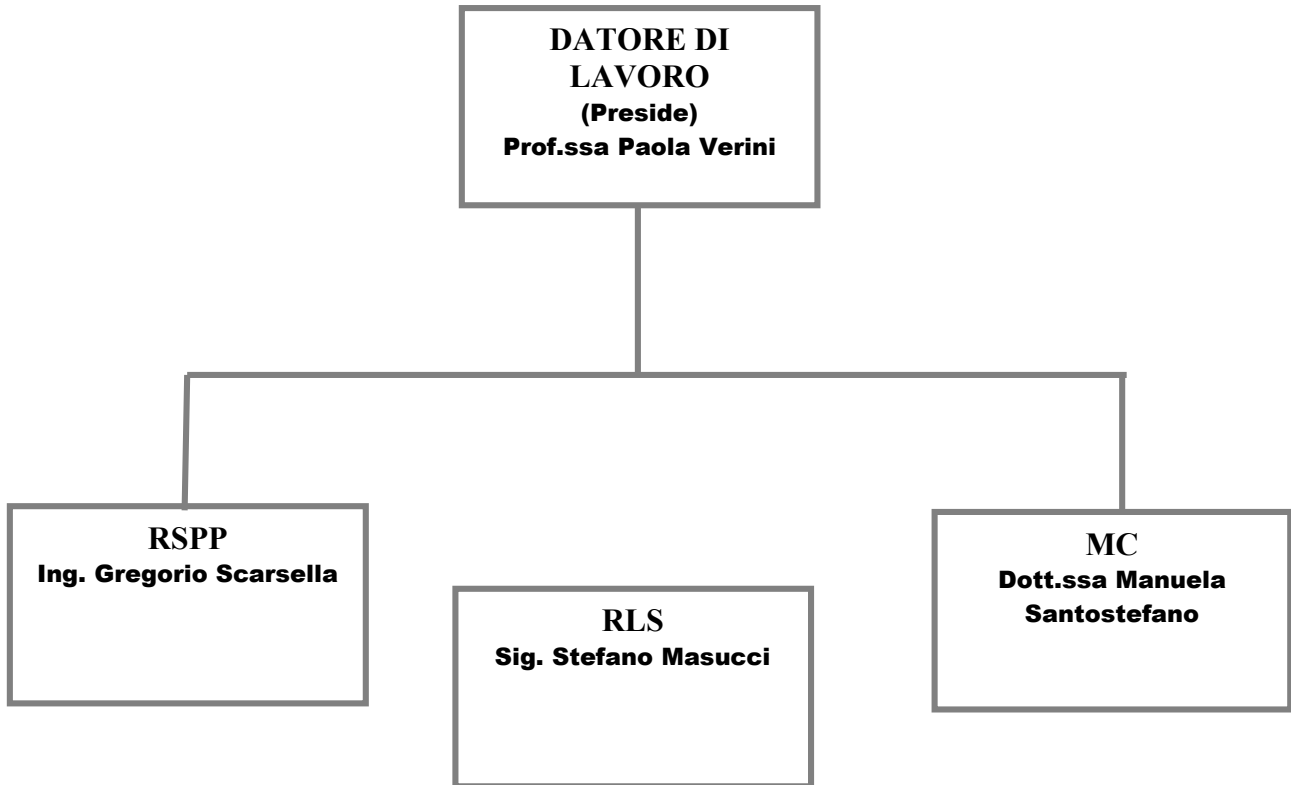 DATORE DI
LAVORO
(Preside)
Prof.ssa Paola Verini
RSPP
Ing. Gregorio Scarsella
RLS
Sig. Stefano Masucci
MC
Dott.ssa Manuela
Santostefano